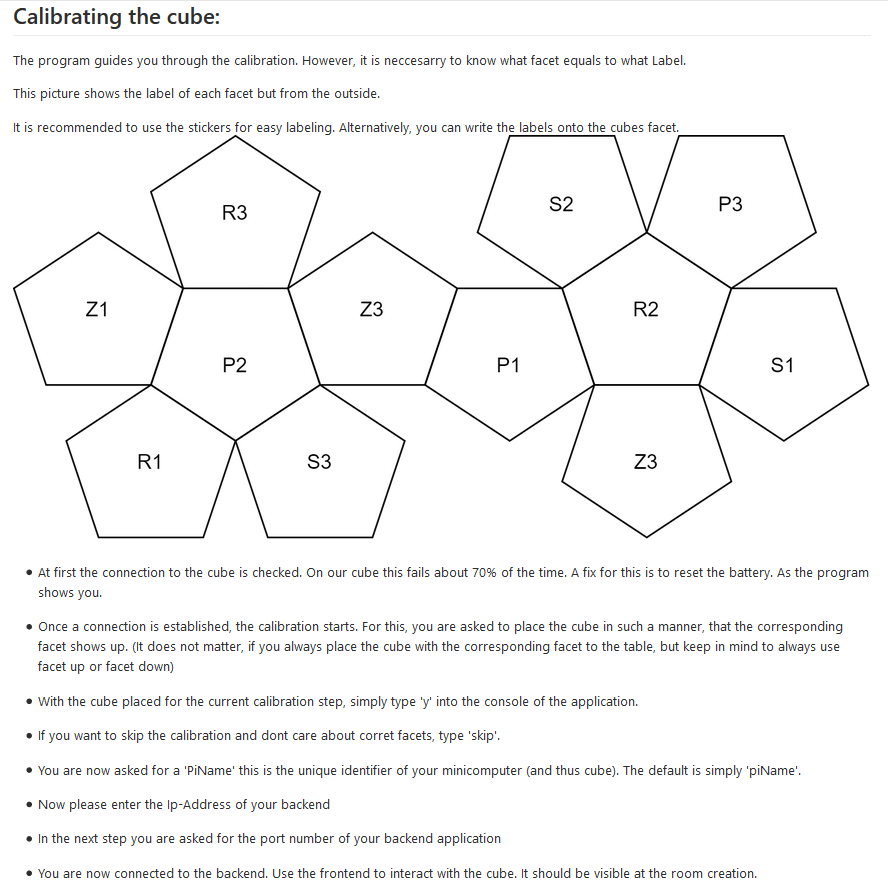 Calibrating the cube:
The program guides you through the calibration. However, it is neccesarry to know what facet equals to what Label.
This picture shows the label of each facet but from the outside.
It is recommended to use the stickers for easy labeling. Alternatively, you can write the labels onto the cubes facet.
S2
P3
R3
Z1
Z3
R2
P2
P1
S1
R1
S3
Z3
• At first the connection to the cube is checked. On our cube this fails about 70% of the time. A fix for this is to reset the battery. As the program
shows you.
• Once a connection is established, the calibration starts. For this, you are asked to place the cube in such a manner, that the corresponding
facet shows up. (It does not matter, if you always place the cube with the corresponding facet to the table, but keep in mind to always use
facet up or facet down)
• With the cube placed for the current calibration step, simply type 'y' into the console of the application.
• If you want to skip the calibration and dont care about corret facets, type 'skip'.
• You are now asked for a 'PiName' this is the unique identifier of your minicomputer (and thus cube). The default is simply 'piName'.
• Now please enter the Ip-Address of your backend
• In the next step you are asked for the port number of your backend application
• You are now connected to the backend. Use the frontend to interact with the cube. It should be visible at the room creation.